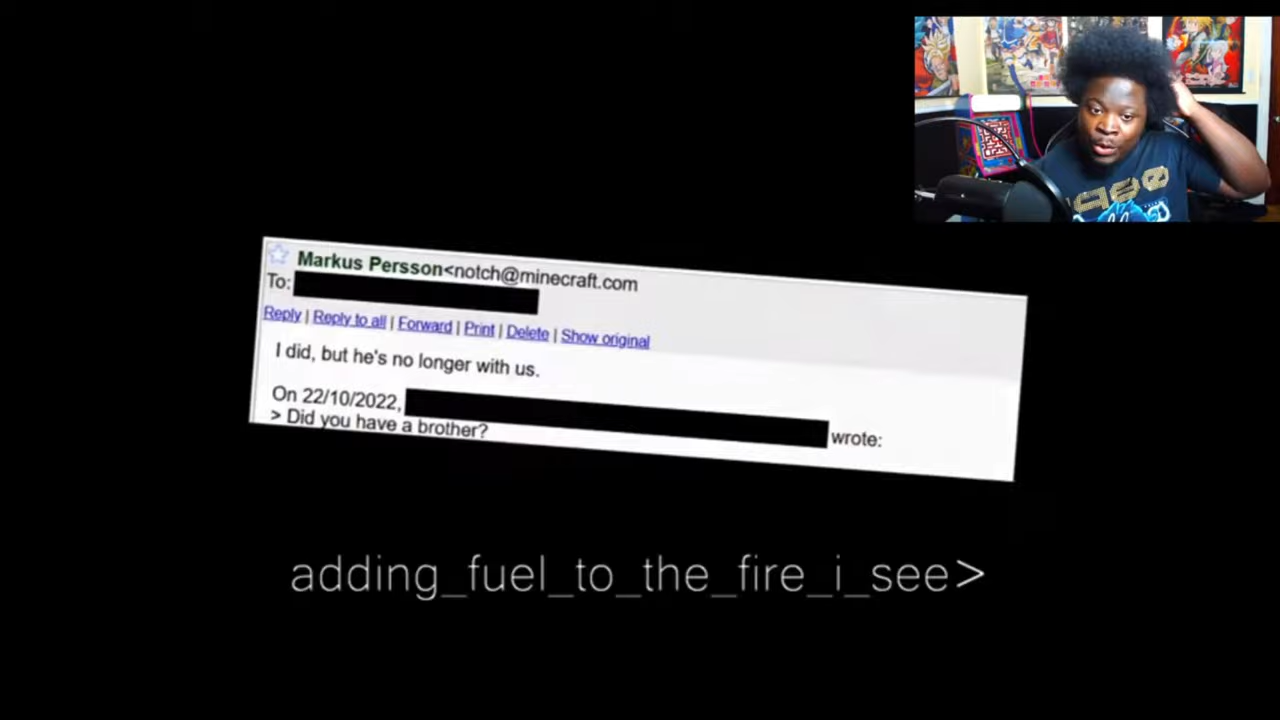 Markus Persson<notch@minecraft.com
To:
Reply | Reply to all | Forward | Print | Delete | Show original
I did, but he's no longer with us.
On 22/10/2022, wrote:
> Did you have a brother?
adding_fuel_to_the_fire_i_see>